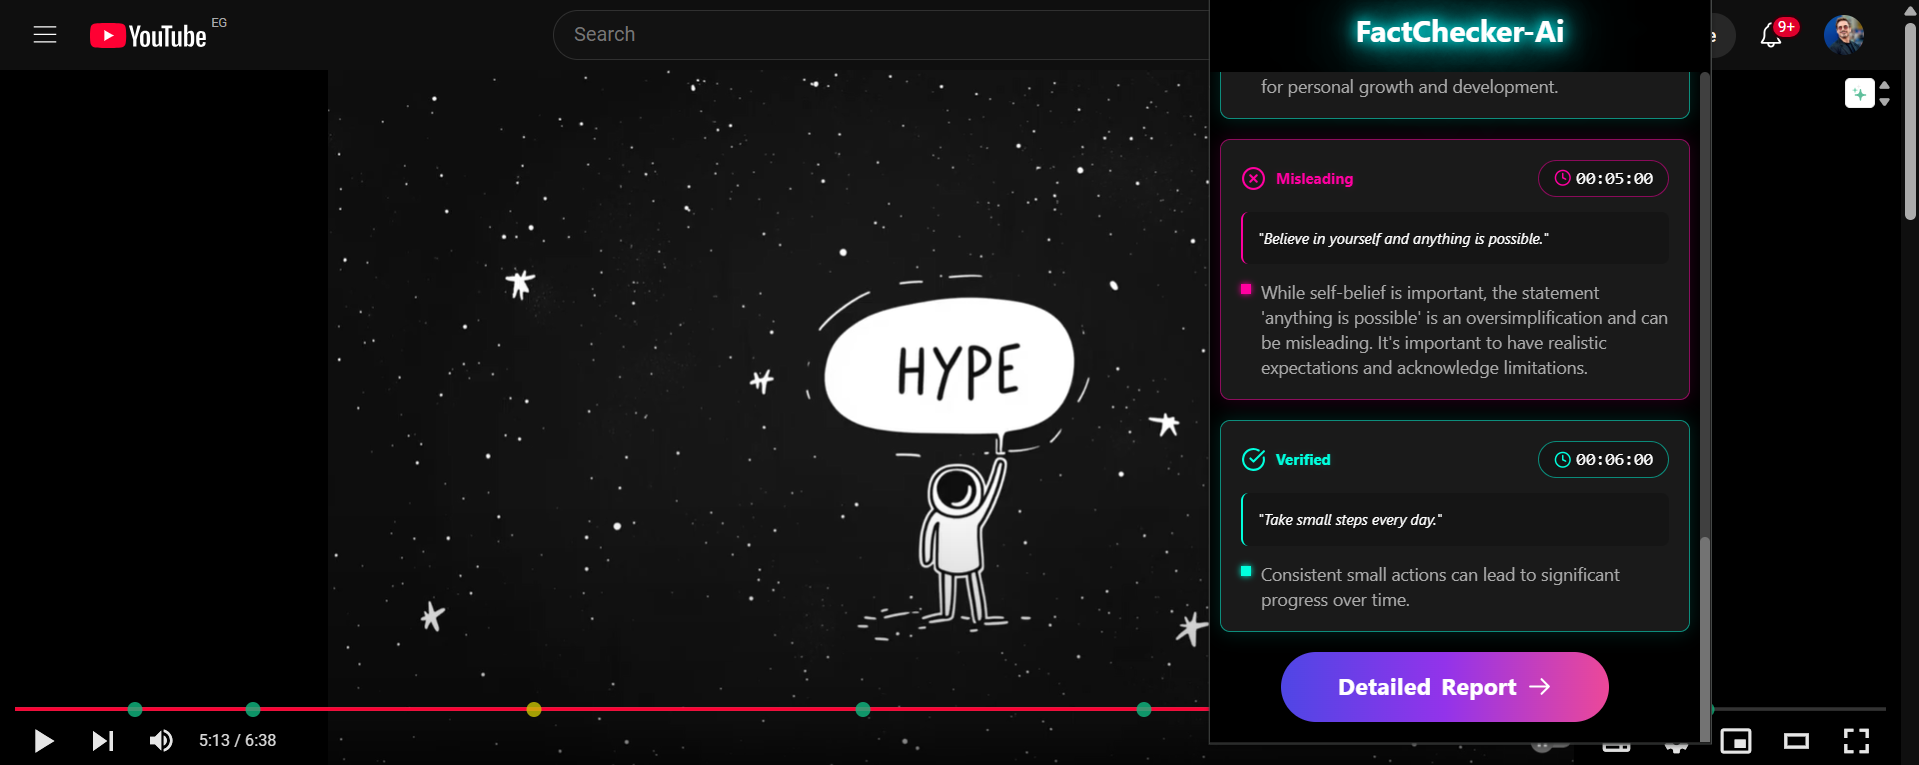 YouTube EG
Search
9+
HYPE
5:13 / 6:38
FactChecker-Ai
for personal growth and development.
Misleading
00:05:00
"Believe in yourself and anything is possible."
While self-belief is important, the statement
'anything is possible' is an oversimplification and can
be misleading. It's important to have realistic
expectations and acknowledge limitations.
Verified
00:06:00
"Take small steps every day."
Consistent small actions can lead to significant
progress over time.
Detailed Report →